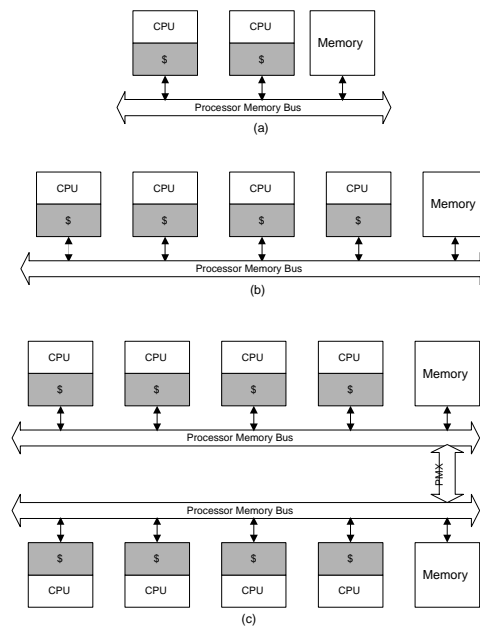 CPU CPU Memory
$ $
Processor Memory Bus
(a)
CPU CPU CPU CPU Memory
$ $ $ $
Processor Memory Bus
(b)
CPU CPU CPU CPU Memory
$ $ $ $
Processor Memory Bus
PMX
Processor Memory Bus
$ $ $ $ Memory
CPU CPU CPU CPU
(c)